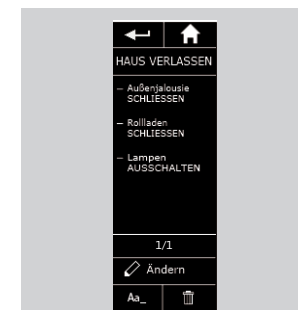 HAUS VERLASSEN
– Außenjalousie
SCHLIESSEN
– Rollladen
SCHLIESSEN
– Lampen
AUSSCHALTEN
1/1
Ändern
Aa_